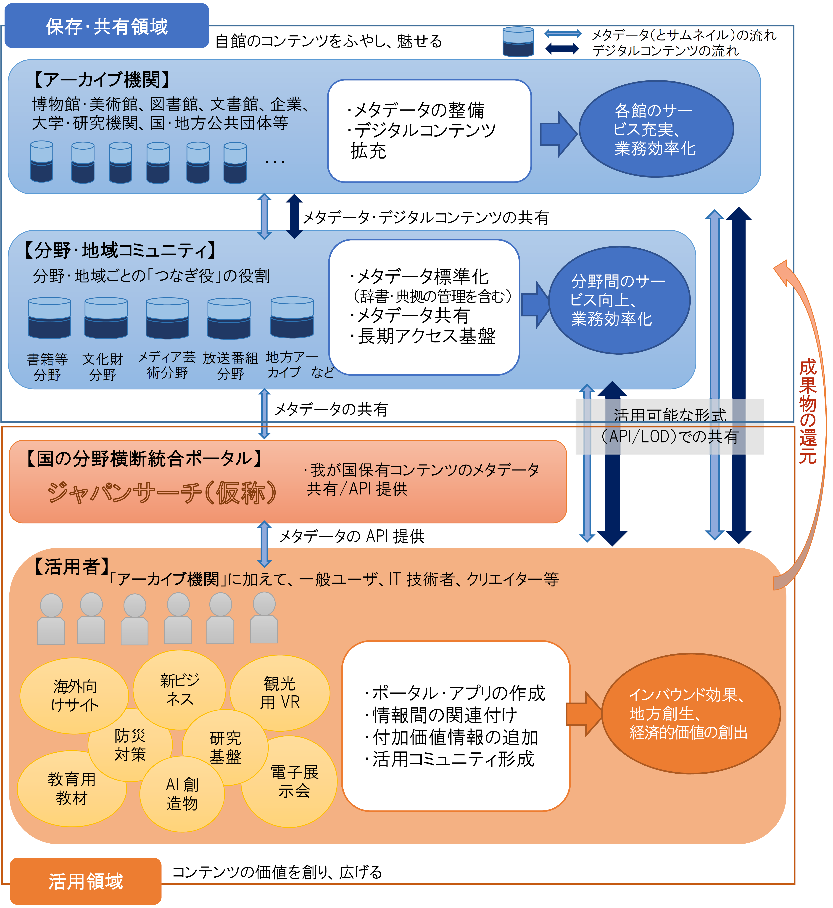 保存・共有領域
自館のコンテンツをふやし、魅せる
メタデータ(とサムネイル)の流れ
デジタルコンテンツの流れ
【アーカイブ機関】
博物館・美術館、図書館、文書館、企業、
大学・研究機関、国・地方公共団体等
…
・メタデータの整備
・デジタルコンテンツ
拡充
各館のサー
ビス充実、
業務効率化
メタデータ・デジタルコンテンツの共有
【分野・地域コミュニティ】
分野・地域ごとの「つなぎ役」の役割
書籍等
分野
文化財
分野
メディア芸
術分野
放送番組
分野
地方アー
カイブ など
・メタデータ標準化
(辞書・典拠の管理を含む)
・メタデータ共有
・長期アクセス基盤
分野間のサー
ビス向上、
業務効率化
メタデータの共有
活用可能な形式
(API/LOD)での共有
成果物の還元
【国の分野横断統合ポータル】
ジャパンサーチ(仮称)
・我が国保有コンテンツのメタデータ
共有/API 提供
メタデータの API 提供
【活用者】
「アーカイブ機関」に加えて、一般ユーザ、IT 技術者、クリエイター等
海外向
けサイト
新ビジ
ネス
観光
用 VR
防災
対策
研究
基盤
教育用
教材
AI 創
造物
電子展
示会
・ポータル・アプリの作成
・情報間の関連付け
・付加価値情報の追加
・活用コミュニティ形成
インバウンド効果、
地方創生、
経済的価値の創出
活用領域
コンテンツの価値を創り、広げる